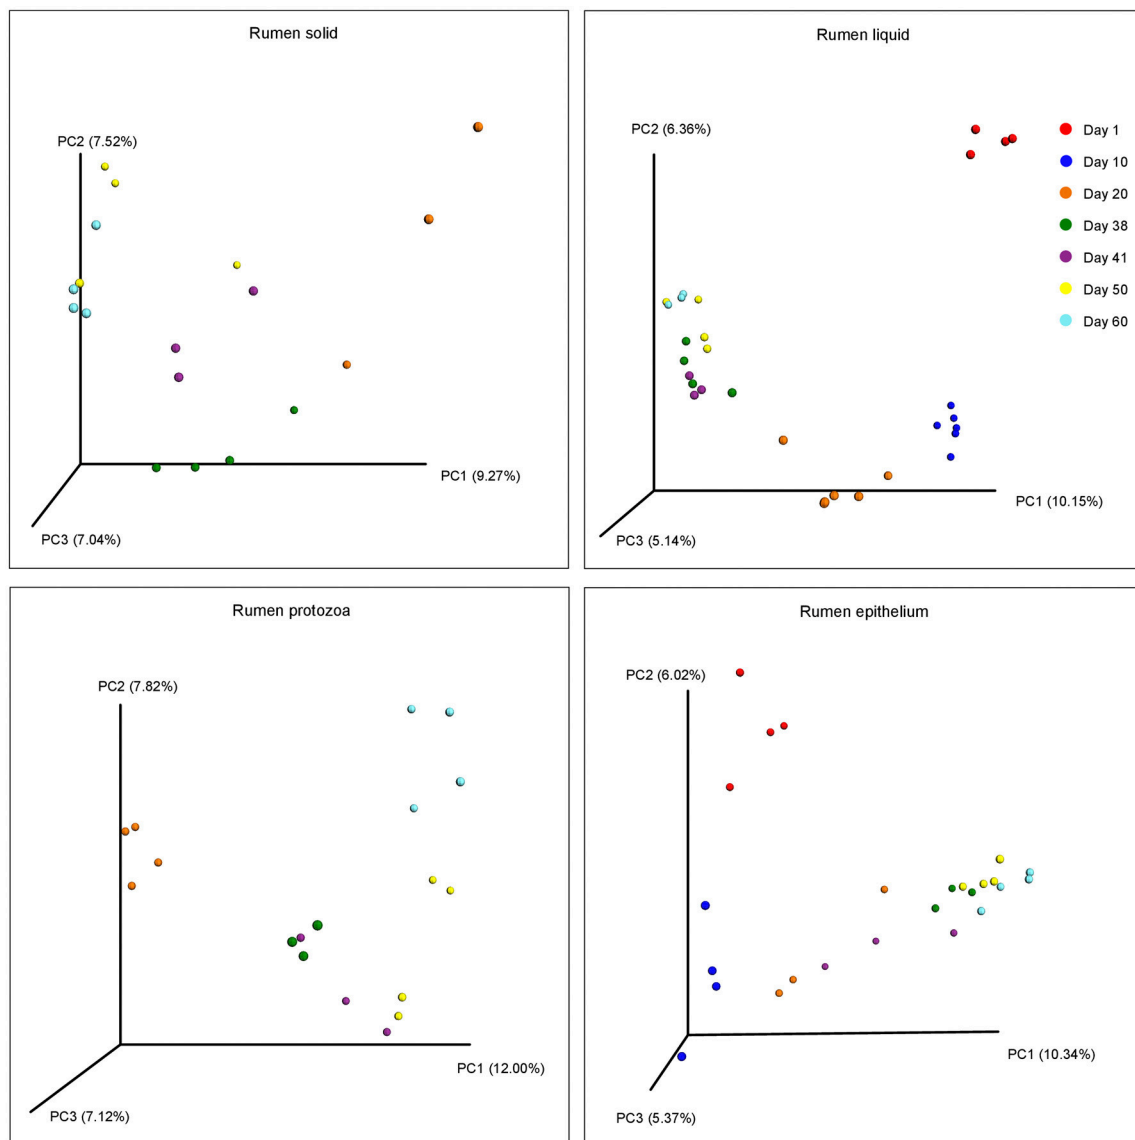 Rumen solid
PC2 (7.52%)
PC1 (9.27%)
PC3 (7.04%)
Rumen liquid
PC2 (6.36%)
Day 1
Day 10
Day 20
Day 38
Day 41
Day 50
Day 60
PC1 (10.15%)
PC3 (5.14%)
Rumen protozoa
PC2 (7.82%)
PC1 (12.00%)
PC3 (7.12%)
Rumen epithelium
PC2 (6.02%)
PC1 (10.34%)
PC3 (5.37%)